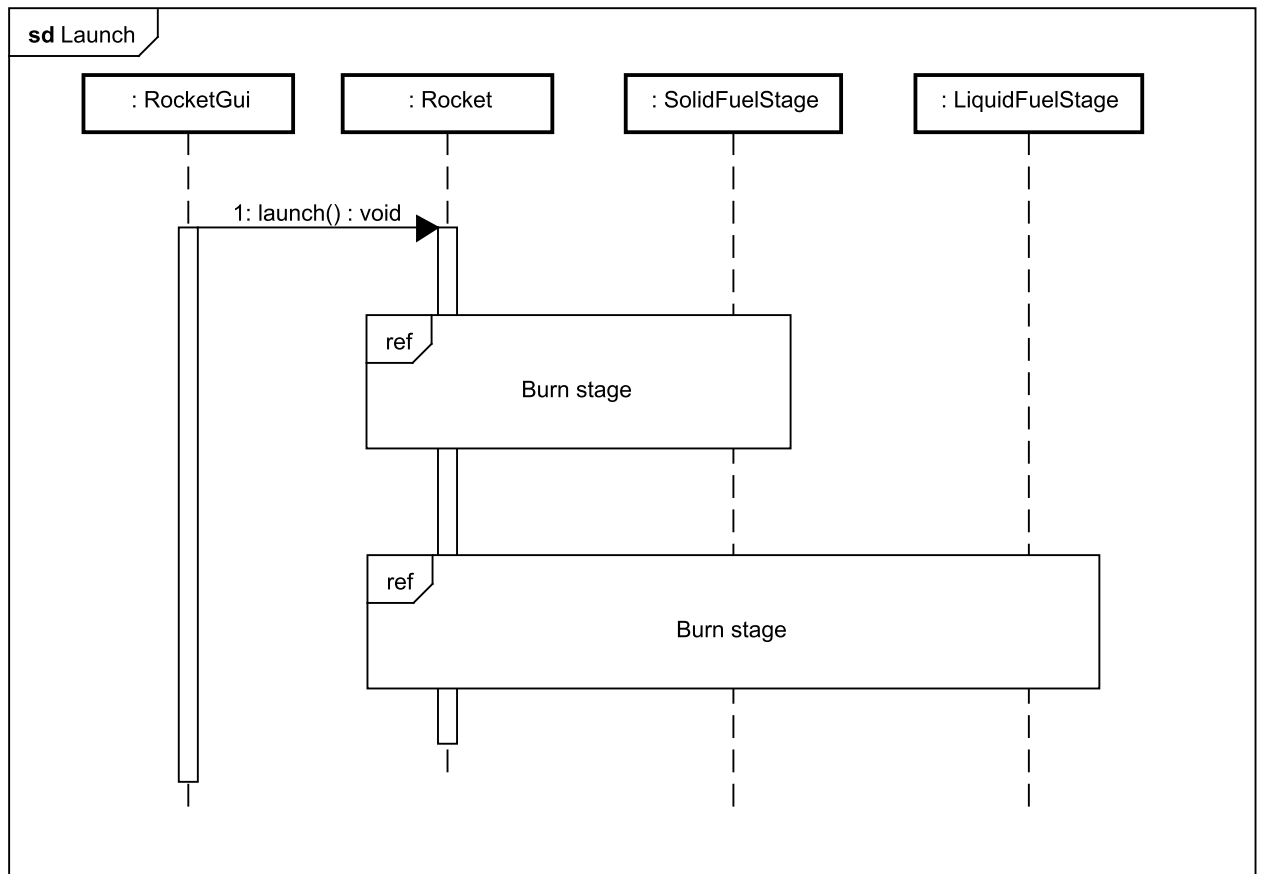 sd Launch
: RocketGui
: Rocket
: SolidFuelStage
: LiquidFuelStage
1: launch() : void
ref
Burn stage
ref
Burn stage